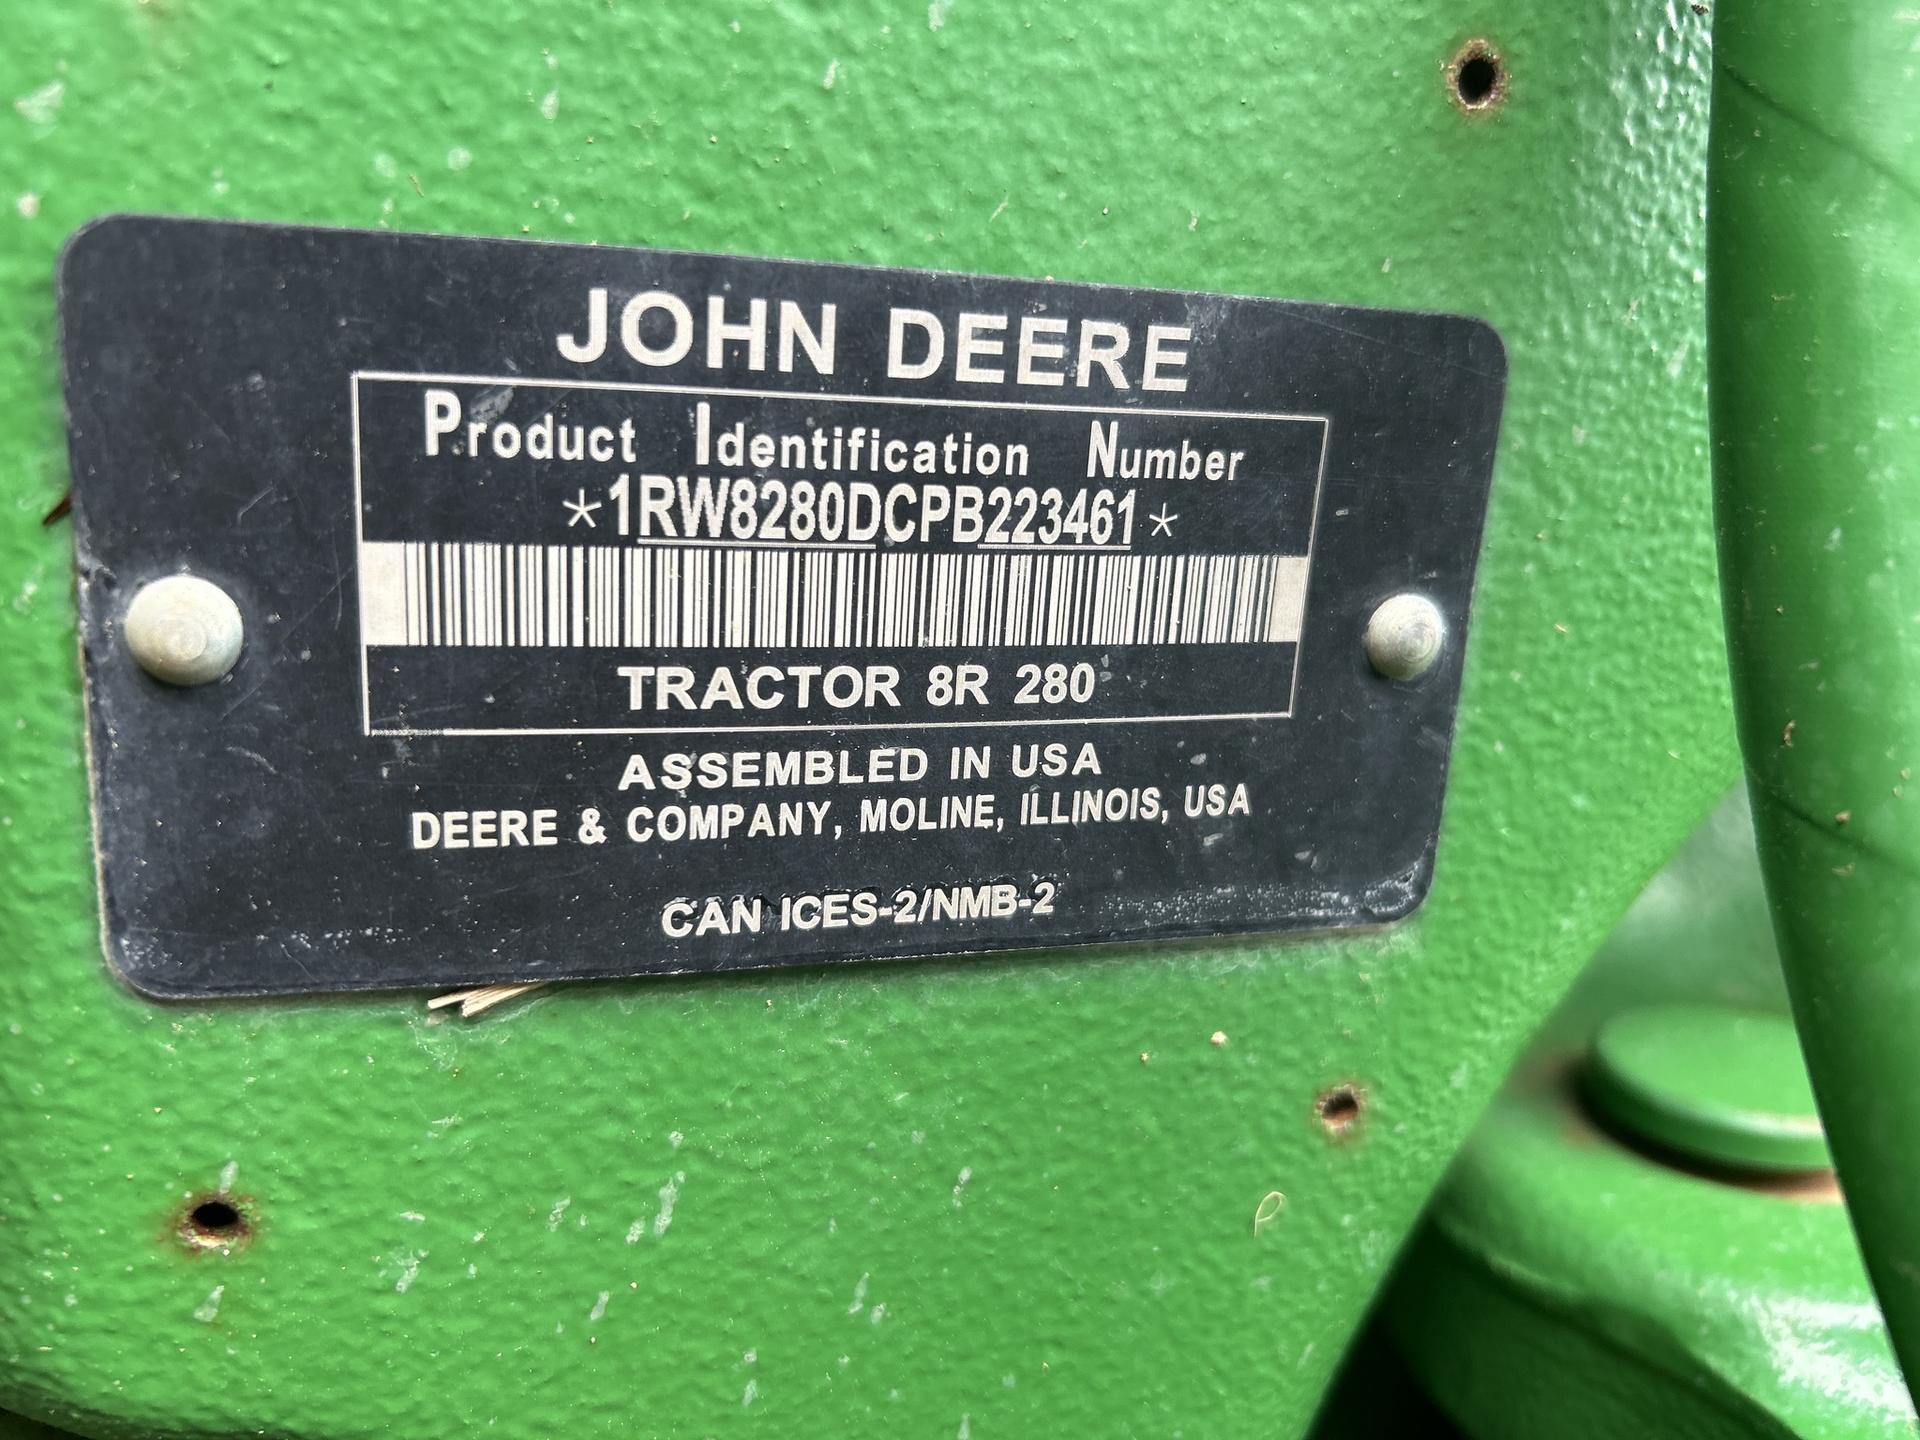 JOHN DEERE
Product Identification Number
*1RW8280DCPB223461*
TRACTOR 8R 280
ASSEMBLED IN USA
DEERE & COMPANY, MOLINE, ILLINOIS, USA
CAN ICES-2/NMB-2